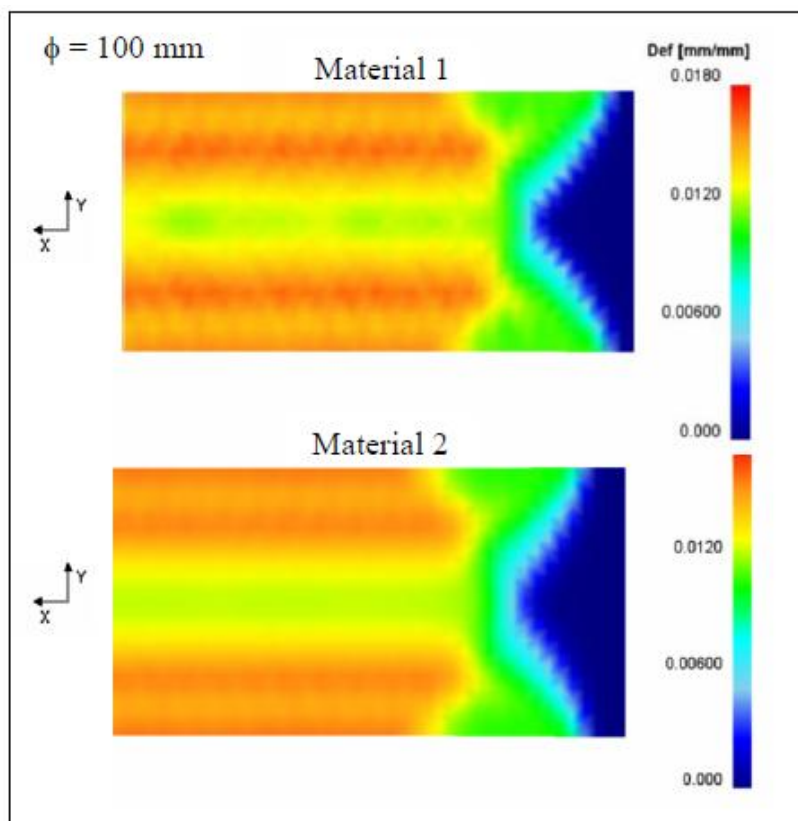 ϕ = 100 mm
Material 1
Def [mm/mm]
0.0180
0.0120
0.00600
0.000
Y
X
Material 2
0.0120
0.00600
0.000
Y
X